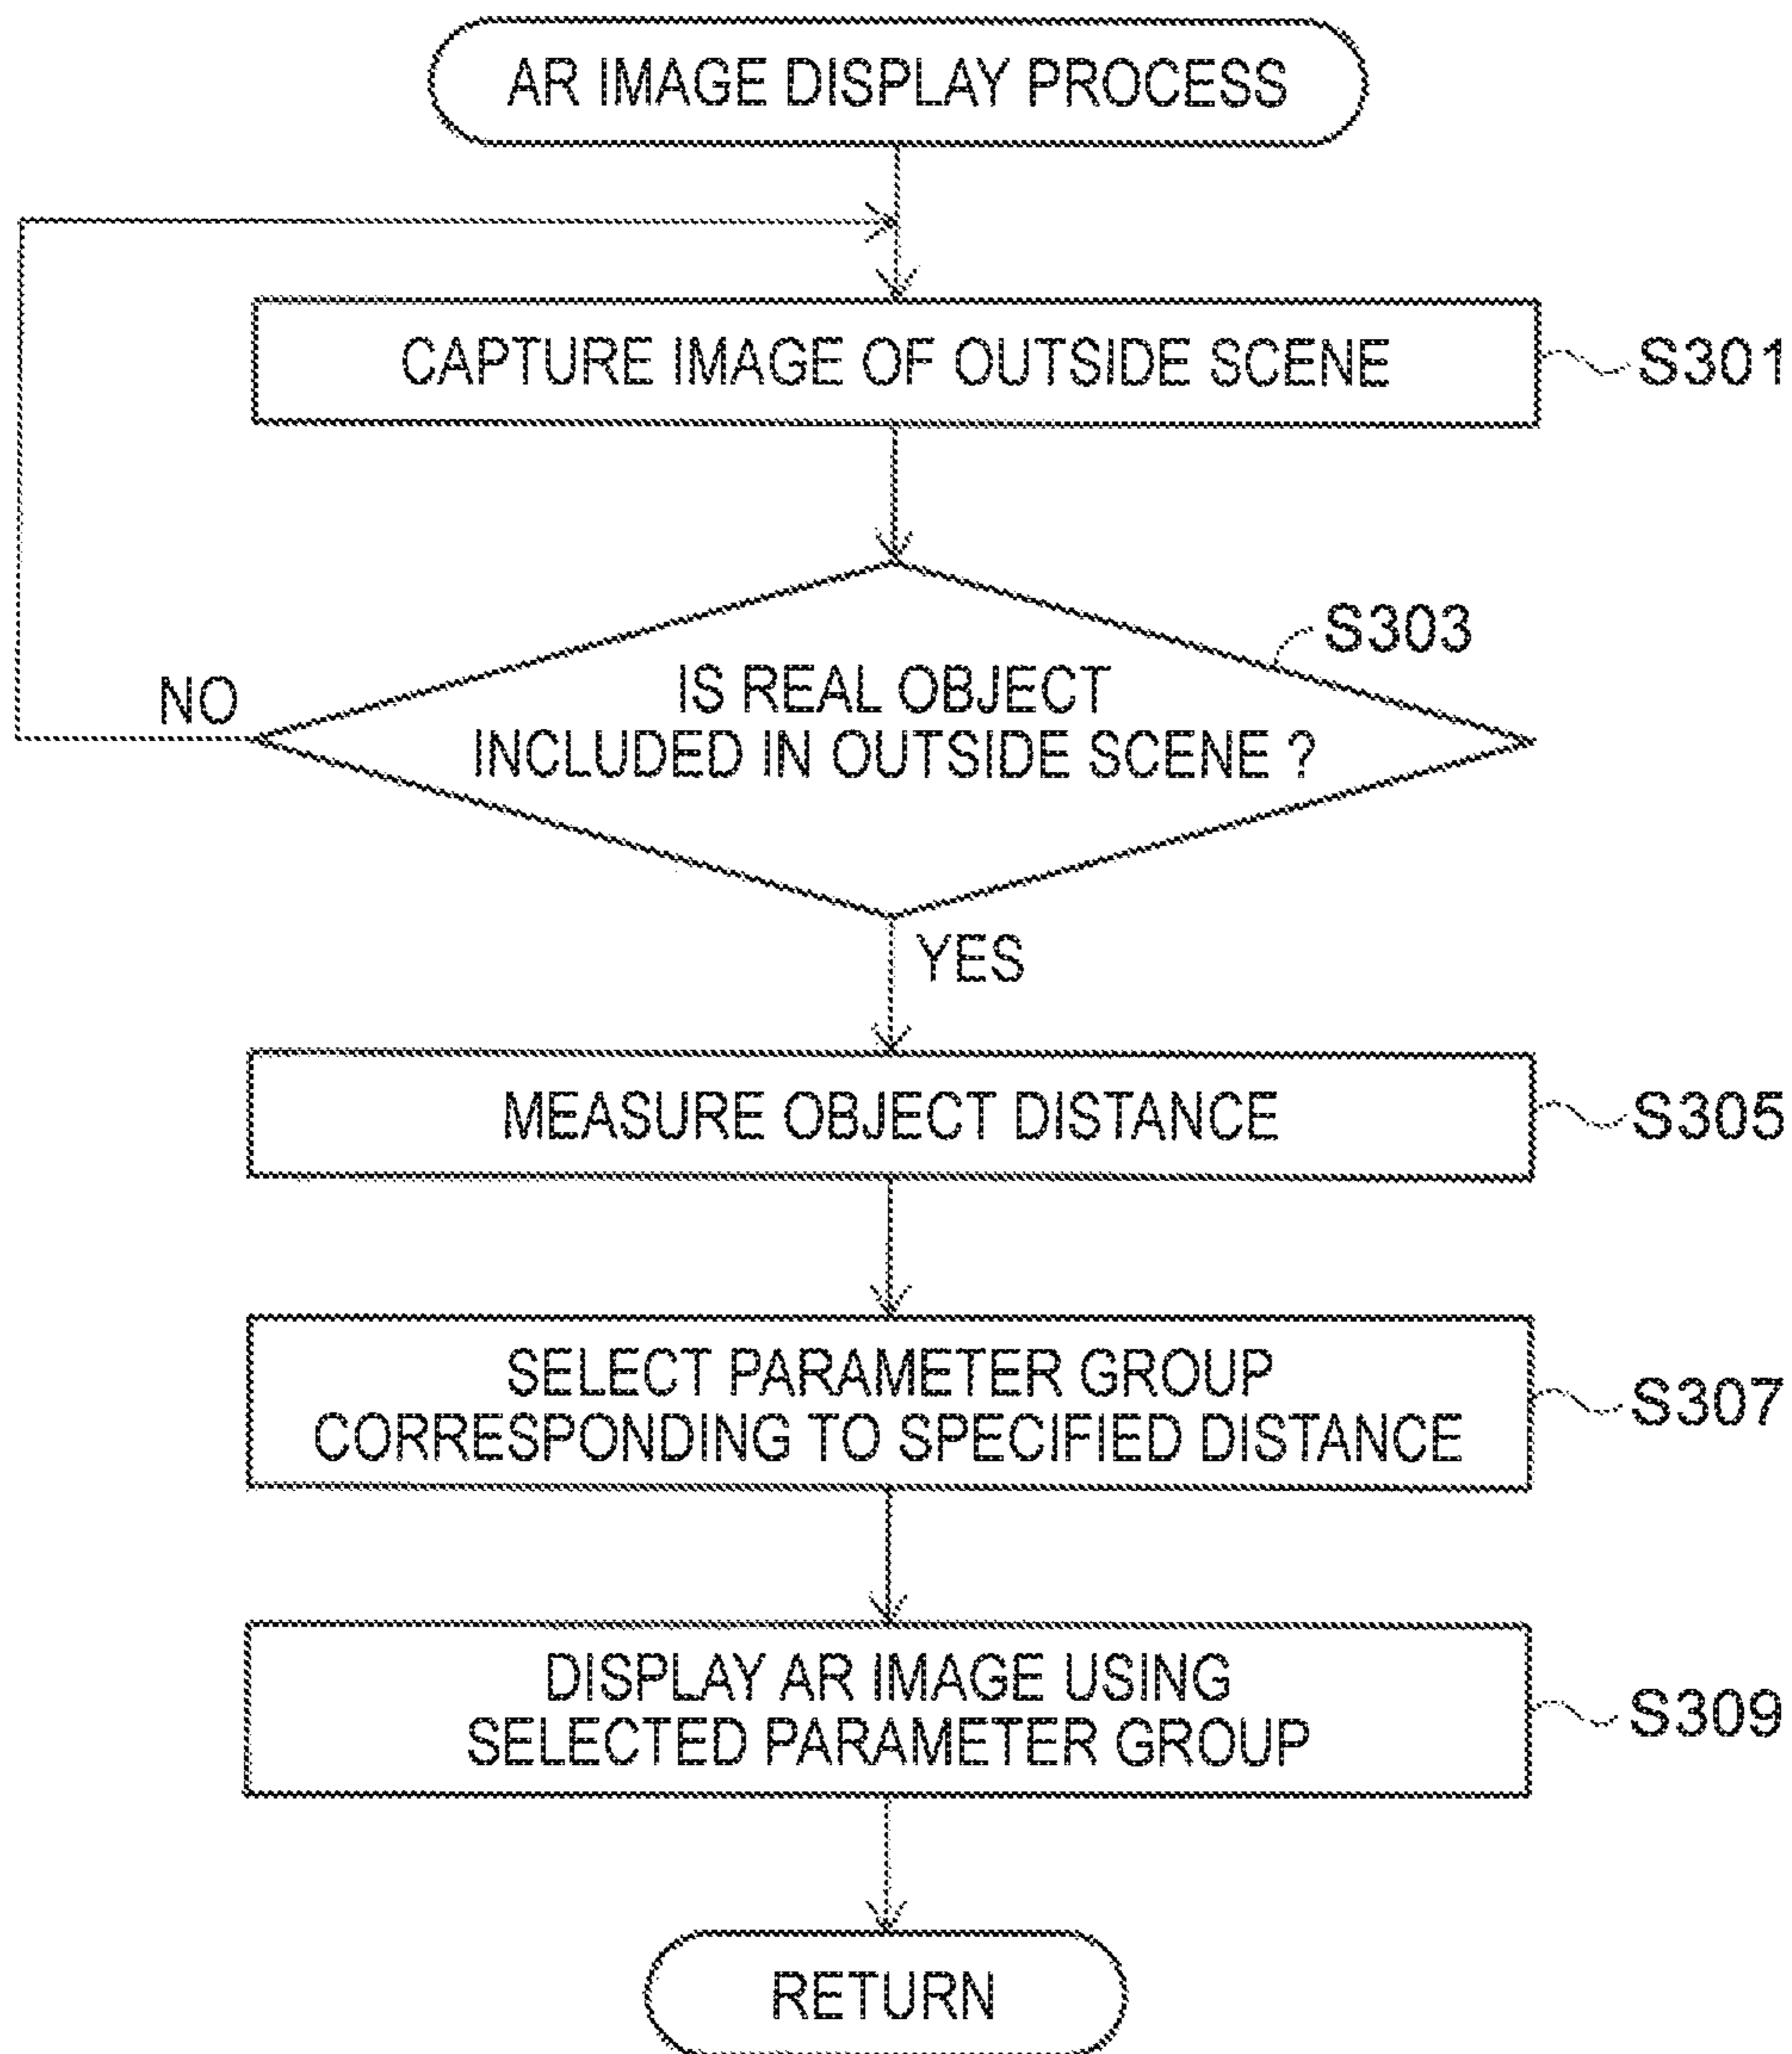 AR IMAGE DISPLAY PROCESS
CAPTURE IMAGE OF OUTSIDE SCENE
S301
S303
IS REAL OBJECT
INCLUDED IN OUTSIDE SCENE ?
NO
YES
MEASURE OBJECT DISTANCE
S305
SELECT PARAMETER GROUP
CORRESPONDING TO SPECIFIED DISTANCE
S307
DISPLAY AR IMAGE USING
SELECTED PARAMETER GROUP
S309
RETURN